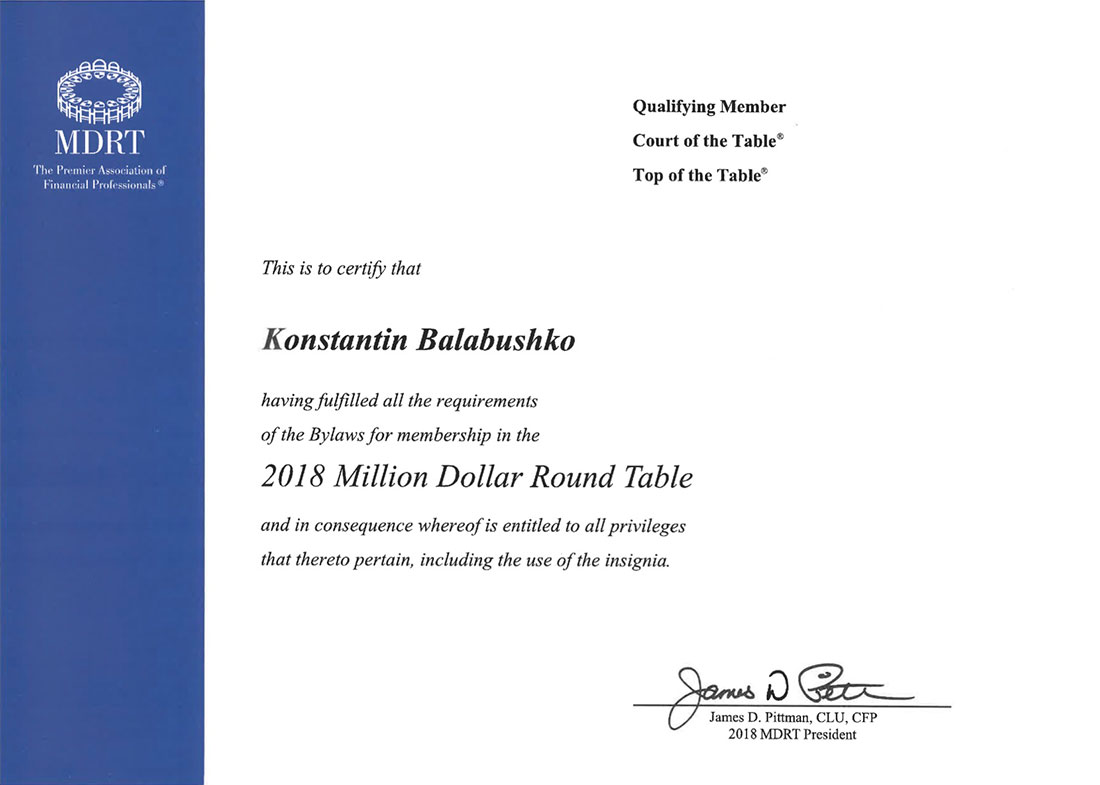 MDRT
The Premier Association of
Financial Professionals®
Qualifying Member
Court of the Table®
Top of the Table®
This is to certify that
Konstantin Balabushko
having fulfilled all the requirements
of the Bylaws for membership in the
2018 Million Dollar Round Table
and in consequence whereof is entitled to all privileges
that thereto pertain, including the use of the insignia.
James D. Pittman, CLU, CFP
2018 MDRT President